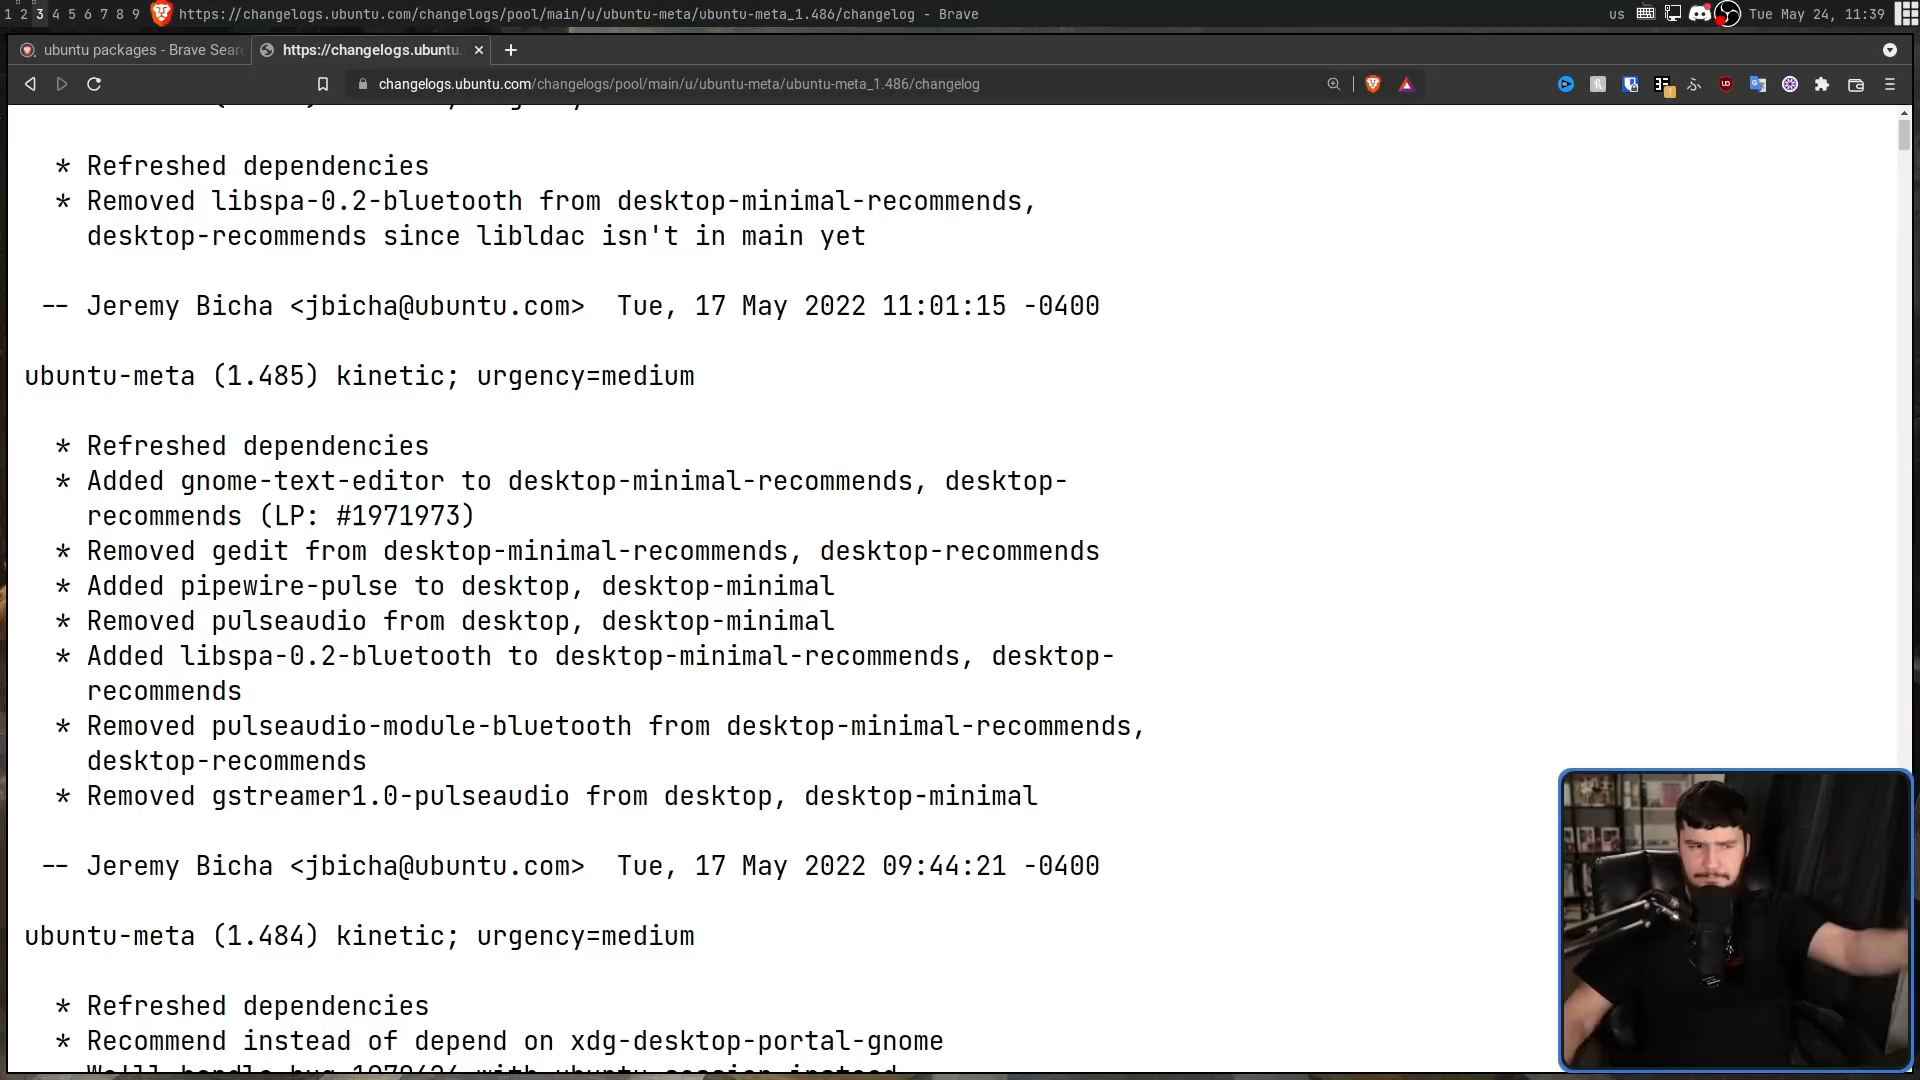 1 2 3 4 5 6 7 8 9 https://changelogs.ubuntu.com/changelogs/pool/main/u/ubuntu-meta/ubuntu-meta_1.486/changelog - Brave us Tue May 24, 11:39
ubuntu packages - Brave Sear https://changelogs.ubuntu.
changelogs.ubuntu.com/changelogs/pool/main/u/ubuntu-meta/ubuntu-meta_1.486/changelog
* Refreshed dependencies
* Removed libspa-0.2-bluetooth from desktop-minimal-recommends,
desktop-recommends since libldac isn't in main yet
-- Jeremy Bicha <jbicha@ubuntu.com>  Tue, 17 May 2022 11:01:15 -0400
ubuntu-meta (1.485) kinetic; urgency=medium
* Refreshed dependencies
* Added gnome-text-editor to desktop-minimal-recommends, desktop-
recommends (LP: #1971973)
* Removed gedit from desktop-minimal-recommends, desktop-recommends
* Added pipewire-pulse to desktop, desktop-minimal
* Removed pulseaudio from desktop, desktop-minimal
* Added libspa-0.2-bluetooth to desktop-minimal-recommends, desktop-
recommends
* Removed pulseaudio-module-bluetooth from desktop-minimal-recommends,
desktop-recommends
* Removed gstreamer1.0-pulseaudio from desktop, desktop-minimal
-- Jeremy Bicha <jbicha@ubuntu.com>  Tue, 17 May 2022 09:44:21 -0400
ubuntu-meta (1.484) kinetic; urgency=medium
* Refreshed dependencies
* Recommend instead of depend on xdg-desktop-portal-gnome